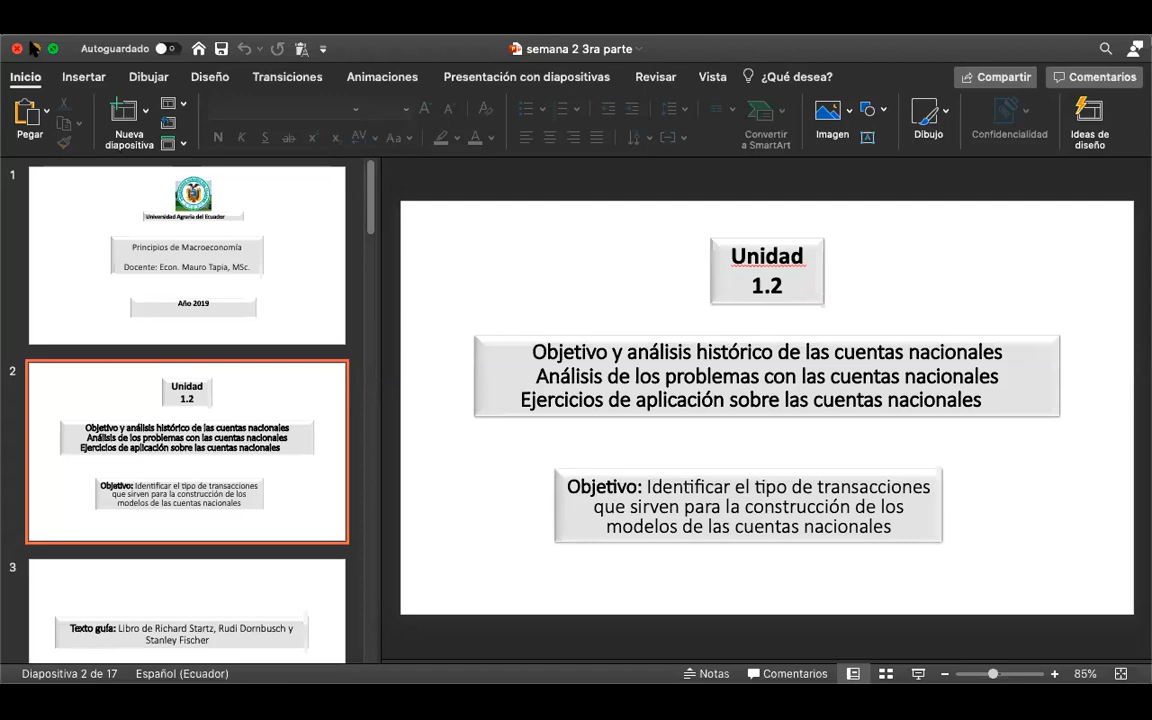 Autoguardado
semana 2 3ra parte
Inicio
Insertar
Dibujar
Diseño
Transiciones
Animaciones
Presentación con diapositivas
Revisar
Vista
¿Qué desea?
Compartir
Comentarios
Pegar
Nueva
diapositiva
N K S x² x₂ AV Aa A
Convertir
a SmartArt
Imagen
Dibujo
Confidencialidad
Ideas de
diseño
1
Universidad Agraria del Ecuador
Principios de Macroeconomía
Docente: Econ. Mauro Tapia, MSc.
Año 2019
2
Unidad
1.2
Objetivo y análisis histórico de las cuentas nacionales
Análisis de los problemas con las cuentas nacionales
Ejercicios de aplicación sobre las cuentas nacionales
Objetivo: Identificar el tipo de transacciones
que sirven para la construcción de los
modelos de las cuentas nacionales
3
Texto guía: Libro de Richard Startz, Rudi Dornbusch y
Stanley Fischer
Unidad
1.2
Objetivo y análisis histórico de las cuentas nacionales
Análisis de los problemas con las cuentas nacionales
Ejercicios de aplicación sobre las cuentas nacionales
Objetivo: Identificar el tipo de transacciones
que sirven para la construcción de los
modelos de las cuentas nacionales
Diapositiva 2 de 17
Español (Ecuador)
Notas
Comentarios
85%